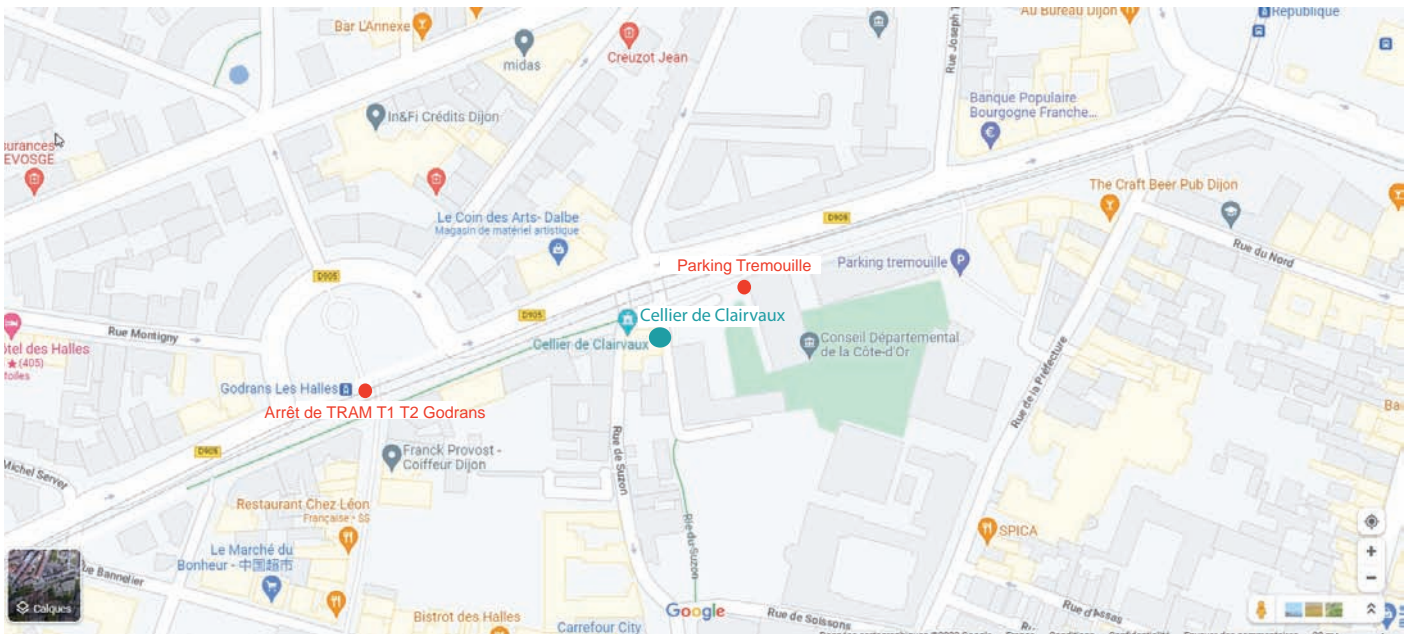 Bar L'Annexe
midas
Creuzot Jean
Au Bureau Dijon
République
Rue Joseph T
In&Fi Crédits Dijon
Banque Populaire
Bourgogne Franche...
surances
EVOSGE
The Craft Beer Pub Dijon
Le Coin des Arts- Dalbe
Magasin de matériel artistique
D905
Rue du Nord
Parking Tremouille
Parking tremouille
P
D905
D905
Cellier de Clairvaux
Cellier de Clairvaux
Rue Montigny
Conseil Départemental
de la Côte-d'Or
ôtel des Halles
(405)
toiles
Rue de la Préfecture
Godrans Les Halles
Arrêt de TRAM T1 T2 Godrans
Ba
D905
Franck Provost -
Coiffeur Dijon
Rue de Suzon
Michel Servet
Restaurant Chez Léon
Française - $$
SPICA
Rie du Suzon
Le Marché du
Bonheur - 中国超市
Rue Bannelier
Calques
Bistrot des Halles
Carrefour City
Google
Rue de Soissons
Rue d'Assas